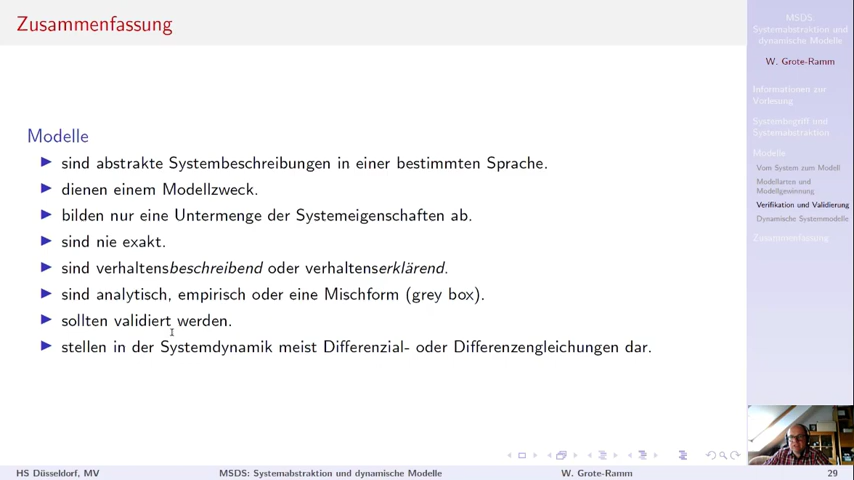 Zusammenfassung
Modelle
sind abstrakte Systembeschreibungen in einer bestimmten Sprache.
dienen einem Modellzweck.
bilden nur eine Untermenge der Systemeigenschaften ab.
sind nie exakt.
sind verhaltensbeschreibend oder verhaltenserklärend.
sind analytisch, empirisch oder eine Mischform (grey box).
sollten validiert werden.
stellen in der Systemdynamik meist Differenzial- oder Differenzengleichungen dar.
MSDS:
Systemabstraktion und
dynamische Modelle
W. Grote-Ramm
Informationen zur
Vorlesung
Systembegriff und
Systemabstraktion
Modelle
Vom System zum Modell
Modellarten und
Modellgewinnung
Verifikation und Validierung
Dynamische Systemmodelle
Zusammenfassung
HS Düsseldorf, MV
MSDS: Systemabstraktion und dynamische Modelle
W. Grote-Ramm
29